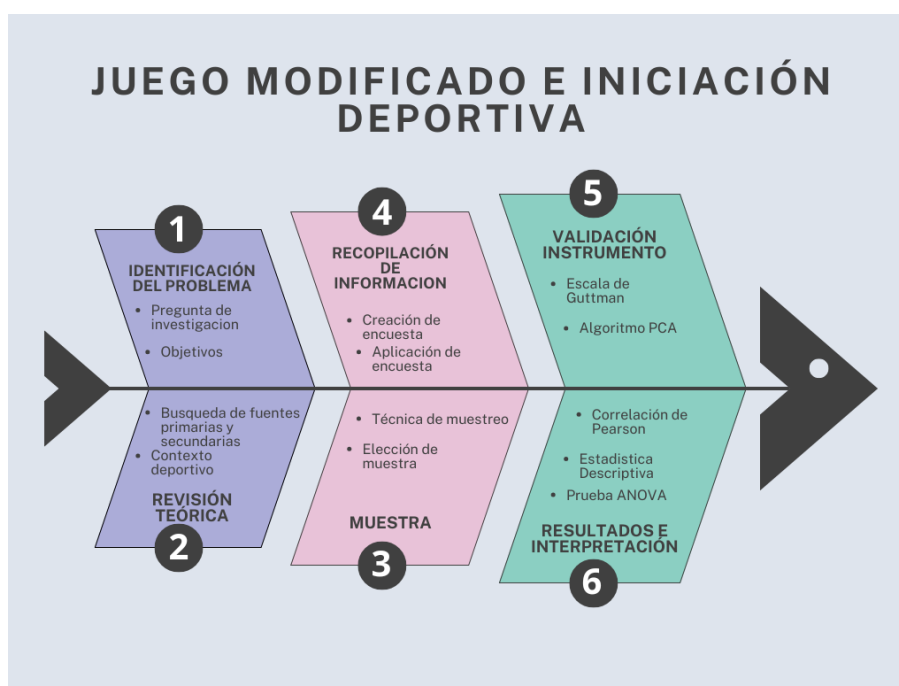 JUEGO MODIFICADO E INICIACIÓN
DEPORTIVA
1
IDENTIFICACIÓN
DEL PROBLEMA
• Pregunta de
investigacion
• Objetivos
• Busqueda de fuentes
primarias y
secundarias
• Contexto
deportivo
REVISIÓN
TEÓRICA
2
4
RECOPILACIÓN
DE
INFORMACION
• Creación de
encuesta
• Aplicación de
encuesta
• Técnica de muestreo
• Elección de
muestra
MUESTRA
3
5
VALIDACIÓN
INSTRUMENTO
• Escala de
Guttman
• Algoritmo PCA
• Correlación de
Pearson
• Estadistica
Descriptiva
• Prueba ANOVA
RESULTADOS E
INTERPRETACIÓN
6